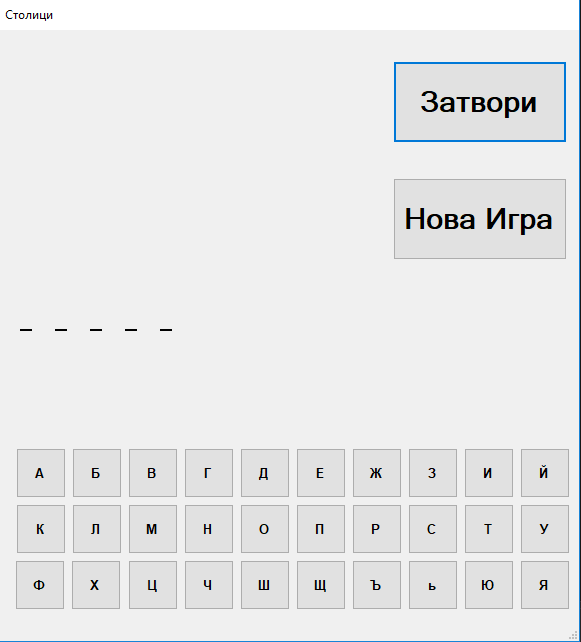 Столици
Затвори
Нова Игра
_ _ _ _ _
А Б В Г Д Е Ж З И Й
К Л М Н О П Р С Т У
Ф Х Ц Ч Ш Щ Ъ ь Ю Я